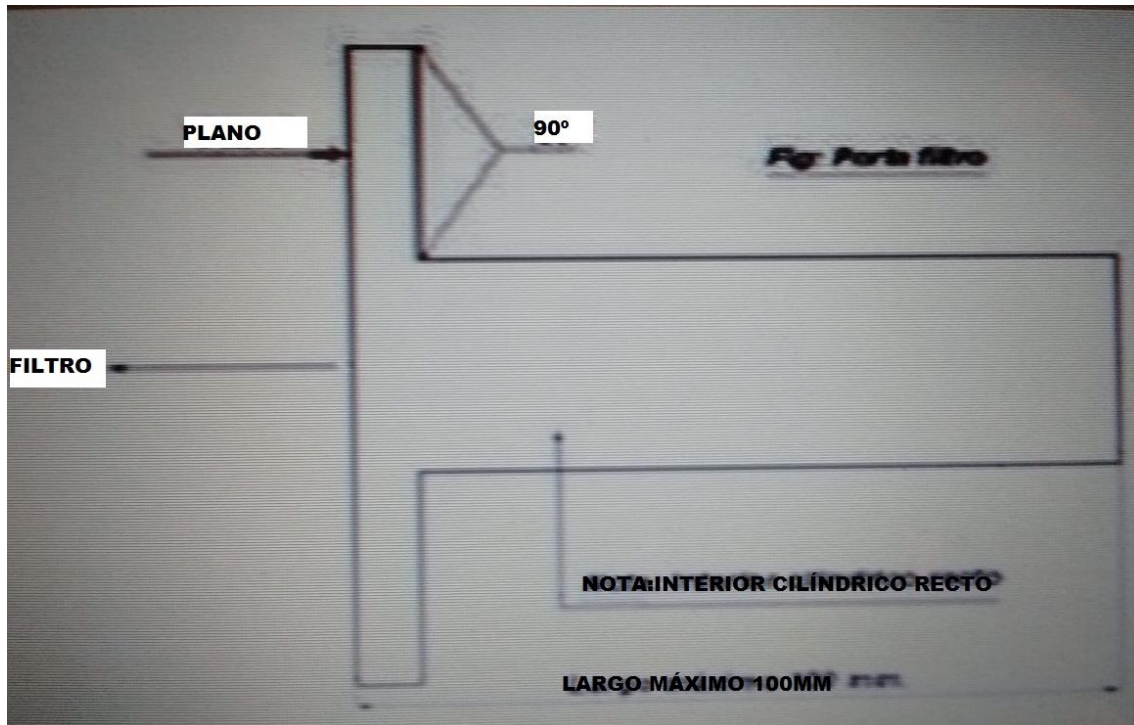 PLANO
90º
Fig: Porta filtro
FILTRO
NOTA:INTERIOR CILÍNDRICO RECTO
LARGO MÁXIMO 100MM